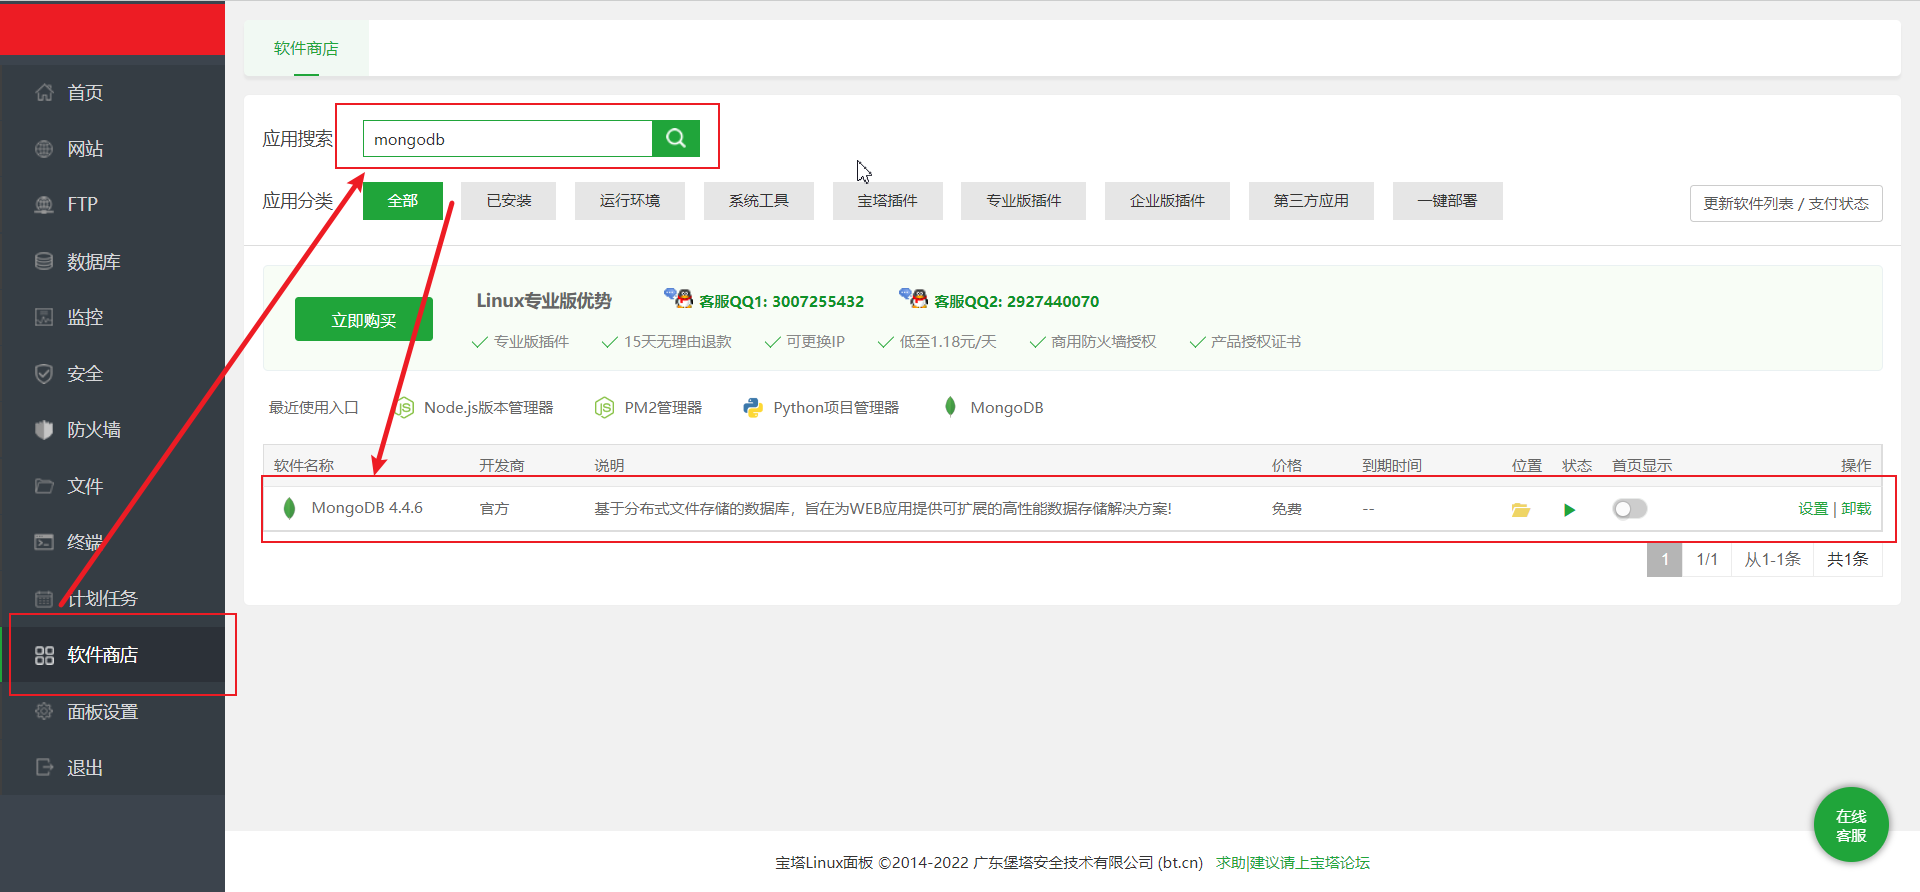 首页
网站
FTP
数据库
监控
安全
防火墙
文件
终端
计划任务
软件商店
面板设置
退出
软件商店
应用搜索 mongodb
应用分类 全部 已安装 运行环境 系统工具 宝塔插件 专业版插件 企业版插件 第三方应用 一键部署 更新软件列表 / 支付状态
立即购买
Linux专业版优势 客服QQ1: 3007255432 客服QQ2: 2927440070
专业版插件 15天无理由退款 可更换IP 低至1.18元/天 商用防火墙授权 产品授权证书
最近使用入口 Node.js版本管理器 PM2管理器 Python项目管理器 MongoDB
软件名称 开发商 说明 价格 到期时间 位置 状态 首页显示 操作
MongoDB 4.4.6 官方 基于分布式文件存储的数据库，旨在为WEB应用提供可扩展的高性能数据存储解决方案! 免费 -- 设置 | 卸载
1 1/1 从1-1条 共1条
在线
客服
宝塔Linux面板 ©2014-2022 广东堡塔安全技术有限公司 (bt.cn) 求助|建议请上宝塔论坛